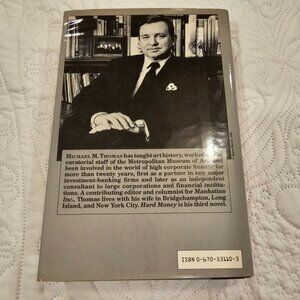 MICHAEL M. THOMAS has taught art history, worked on the
curatorial staff of the Metropolitan Museum of Art, and
been involved in the world of high corporate finance for
more than twenty years, first as a partner in two major
investment-banking firms and later as an independent
consultant to large corporations and financial institu-
tions. A contributing editor and columnist for Manhattan
Inc., Thomas lives with his wife in Bridgehampton, Long
Island, and New York City. Hard Money is his third novel.
ISBN 0-670-53110-3